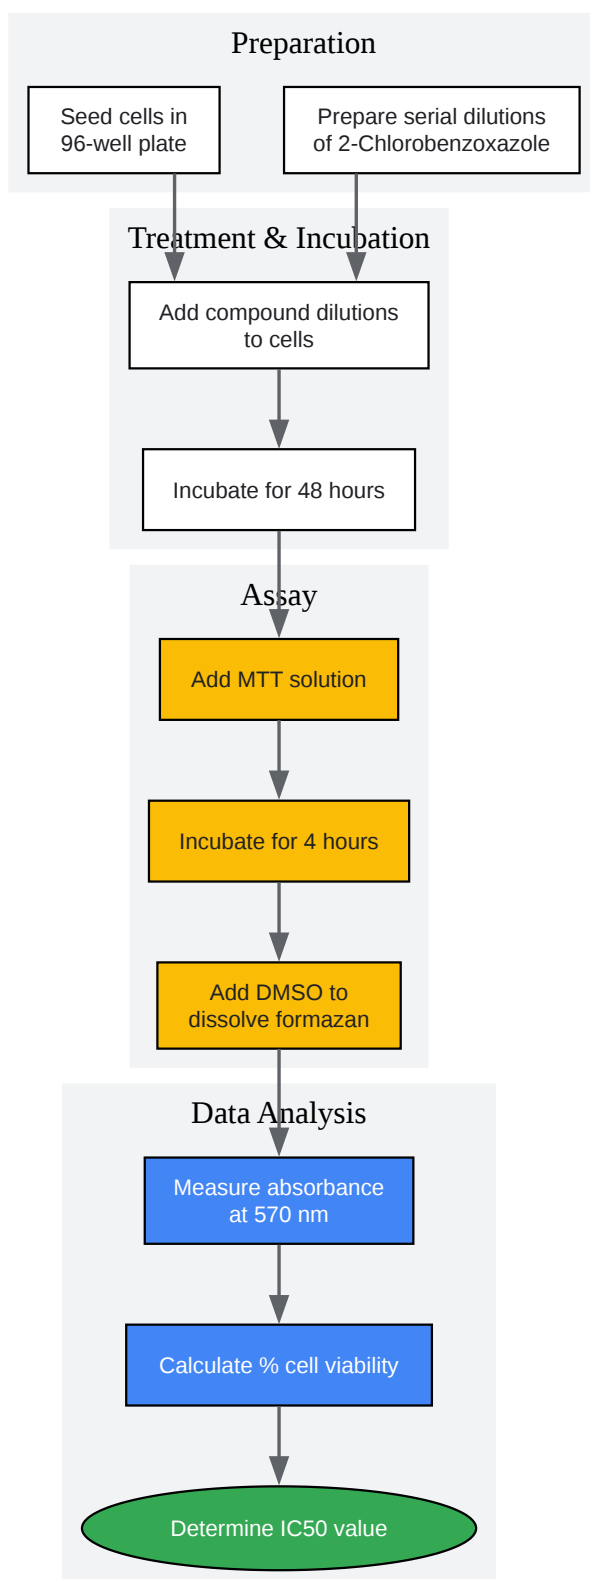 Preparation
Seed cells in
96-well plate
Prepare serial dilutions
of 2-Chlorobenzoxazole
Treatment & Incubation
Add compound dilutions
to cells
Incubate for 48 hours
Assay
Add MTT solution
Incubate for 4 hours
Add DMSO to
dissolve formazan
Data Analysis
Measure absorbance
at 570 nm
Calculate % cell viability
Determine IC50 value